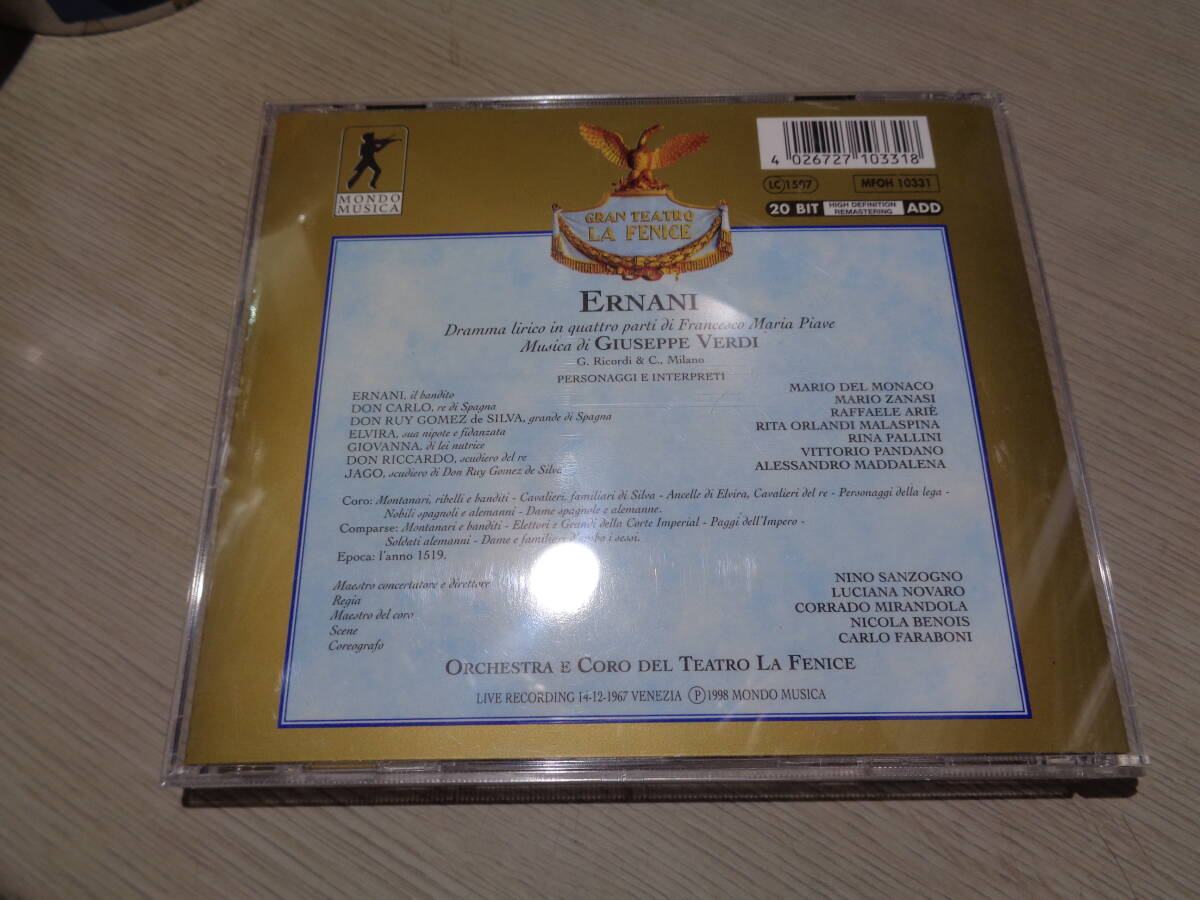 MONDO
MUSICA
GRAN TEATRO
LA FENICE
4 026727 103318
LC 1507
MFOH 10331
20 BIT HIGH DEFINITION REMASTERING ADD
ERNANI
Dramma lirico in quattro parti di Francesco Maria Piave
Musica di GIUSEPPE VERDI
G. Ricordi & C., Milano
PERSONAGGI E INTERPRETI
ERNANI, il bandito MARIO DEL MONACO
DON CARLO, re di Spagna MARIO ZANASI
DON RUY GOMEZ de SILVA, grande di Spagna RAFFAELE ARIÈ
ELVIRA, sua nipote e fidanzata RITA ORLANDI MALASPINA
GIOVANNA, di lei nutrice RINA PALLINI
DON RICCARDO, scudiero del re VITTORIO PANDANO
JAGO, scudiero di Don Ruy Gomez de Silva ALESSANDRO MADDALENA
Coro: Montanari, ribelli e banditi - Cavalieri, familiari di Silva - Ancelle di Elvira, Cavalieri del re - Personaggi della lega -
Nobili spagnoli e alemanni - Dame spagnole e alemanne.
Comparse: Montanari e banditi - Elettori e Grandi della Corte Imperial - Paggi dell'Impero -
Soldati alemanni - Dame e familiari d'ambo i sessi.
Epoca: l'anno 1519.
Maestro concertatore e direttore NINO SANZOGNO
Regia LUCIANA NOVARO
Maestro del coro CORRADO MIRANDOLA
Scene NICOLA BENOIS
Coreografo CARLO FARABONI
ORCHESTRA E CORO DEL TEATRO LA FENICE
LIVE RECORDING 14-12-1967 VENEZIA Ⓟ 1998 MONDO MUSICA